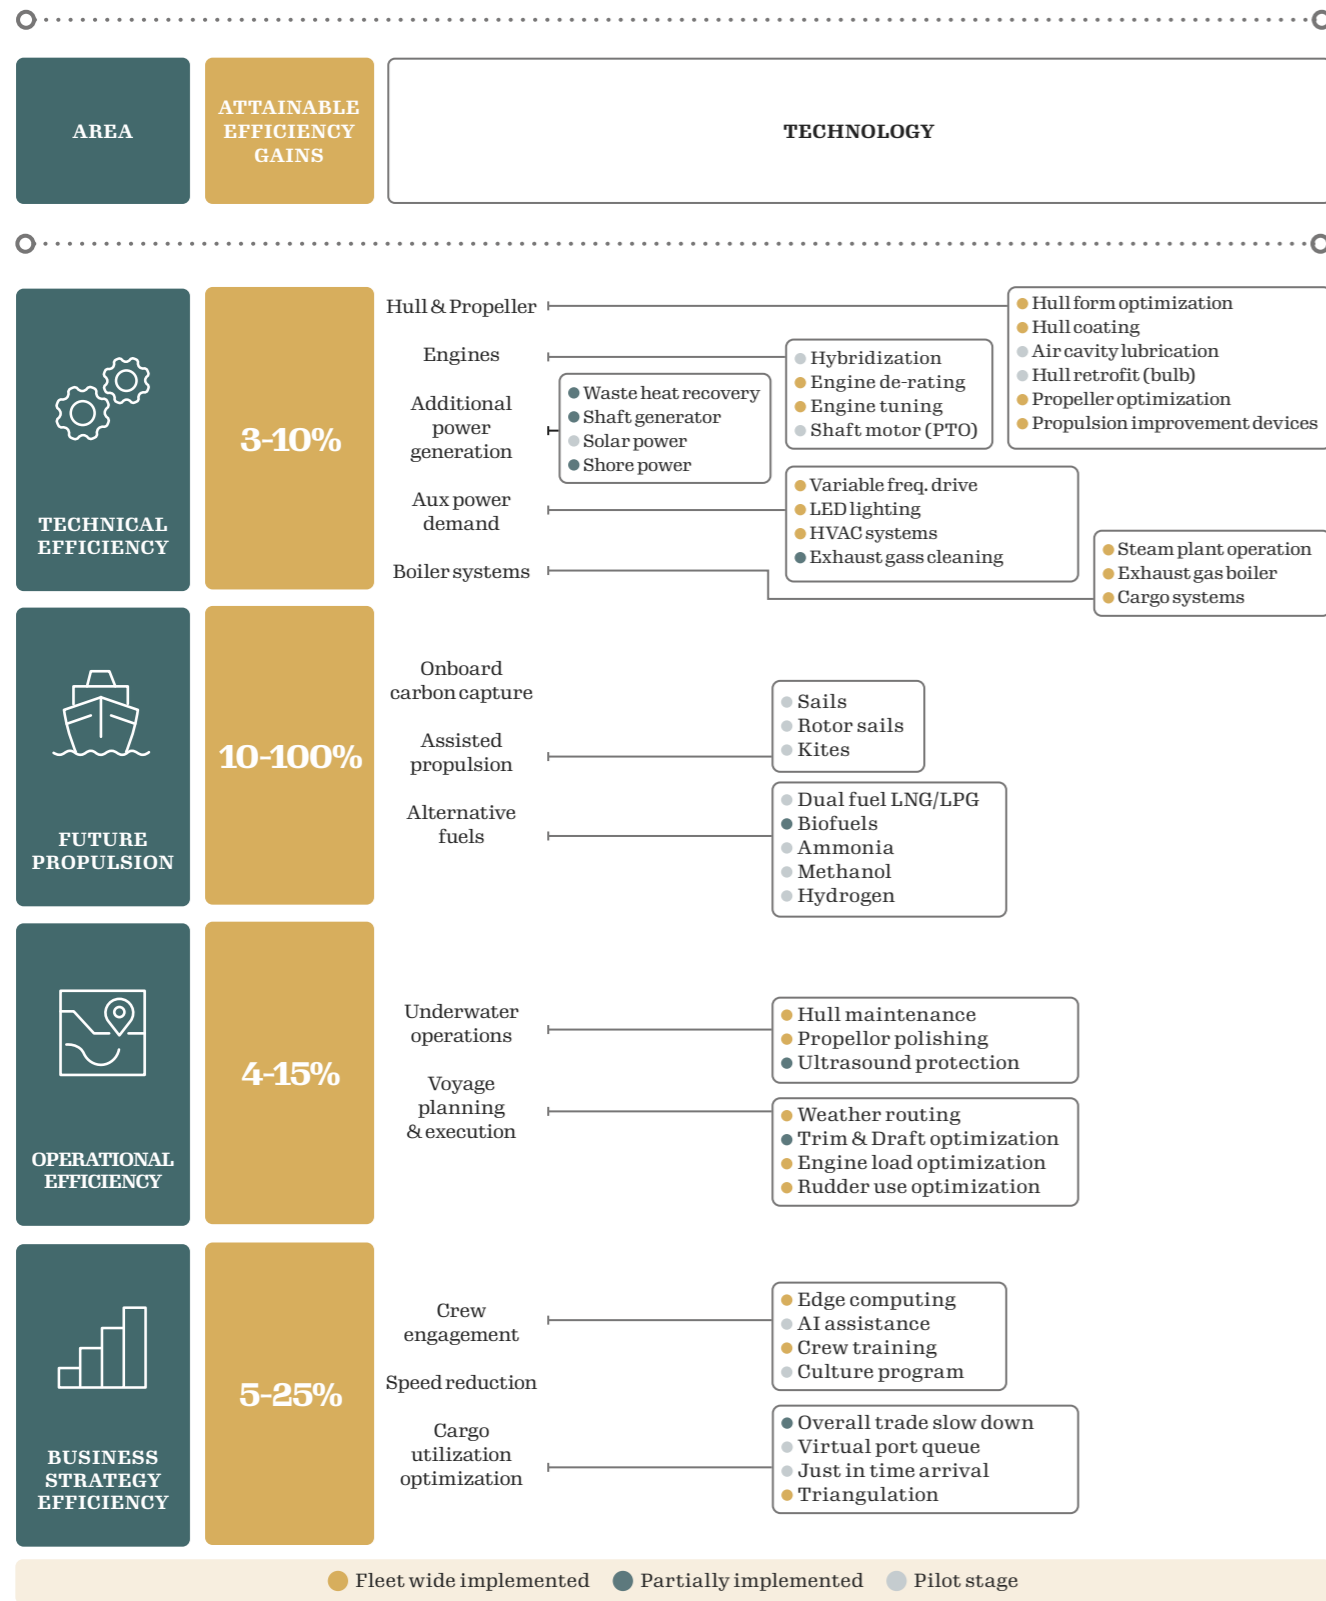 AREA
ATTAINABLE
EFFICIENCY
GAINS
TECHNOLOGY
TECHNICAL
EFFICIENCY
3-10%
Hull & Propeller
Hull form optimization
Hull coating
Air cavity lubrication
Hull retrofit (bulb)
Propeller optimization
Propulsion improvement devices
Engines
Hybridization
Engine de-rating
Engine tuning
Shaft motor (PTO)
Additional
power
generation
Waste heat recovery
Shaft generator
Solar power
Shore power
Aux power
demand
Variable freq. drive
LED lighting
HVAC systems
Exhaust gass cleaning
Boiler systems
Steam plant operation
Exhaust gas boiler
Cargo systems
FUTURE
PROPULSION
10-100%
Onboard
carbon capture
Assisted
propulsion
Sails
Rotor sails
Kites
Alternative
fuels
Dual fuel LNG/LPG
Biofuels
Ammonia
Methanol
Hydrogen
OPERATIONAL
EFFICIENCY
4-15%
Underwater
operations
Hull maintenance
Propellor polishing
Ultrasound protection
Voyage
planning
& execution
Weather routing
Trim & Draft optimization
Engine load optimization
Rudder use optimization
BUSINESS
STRATEGY
EFFICIENCY
5-25%
Crew
engagement
Edge computing
AI assistance
Crew training
Culture program
Speed reduction
Cargo
utilization
optimization
Overall trade slow down
Virtual port queue
Just in time arrival
Triangulation
Fleet wide implemented
Partially implemented
Pilot stage